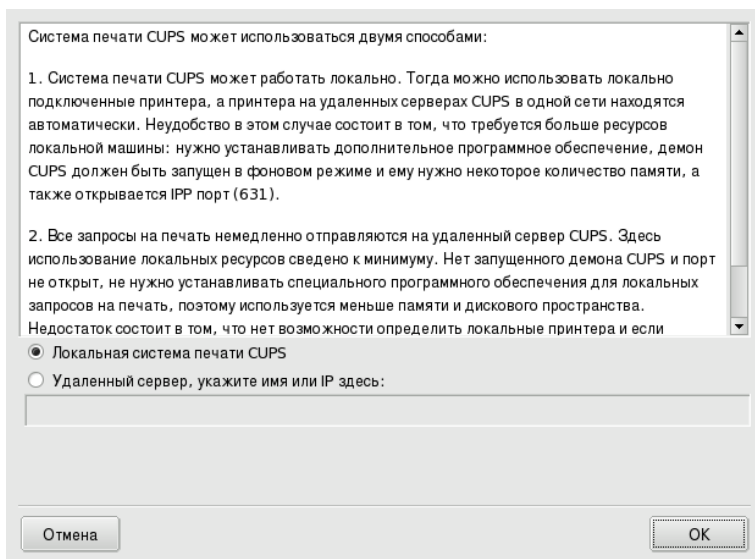 Система печати CUPS может использоваться двумя способами:
1. Система печати CUPS может работать локально. Тогда можно использовать локально
подключенные принтера, а принтера на удаленных серверах CUPS в одной сети находятся
автоматически. Неудобство в этом случае состоит в том, что требуется больше ресурсов
локальной машины: нужно устанавливать дополнительное программное обеспечение, демон
CUPS должен быть запущен в фоновом режиме и ему нужно некоторое количество памяти, а
также открывается IPP порт (631).
2. Все запросы на печать немедленно отправляются на удаленный сервер CUPS. Здесь
использование локальных ресурсов сведено к минимуму. Нет запущенного демона CUPS и порт
не открыт, не нужно устанавливать специального программного обеспечения для локальных
запросов на печать, поэтому используется меньше памяти и дискового пространства.
Недостаток состоит в том, что нет возможности определить локальные принтера и если
Локальная система печати CUPS
Удаленный сервер, укажите имя или IP здесь:
Отмена
OK